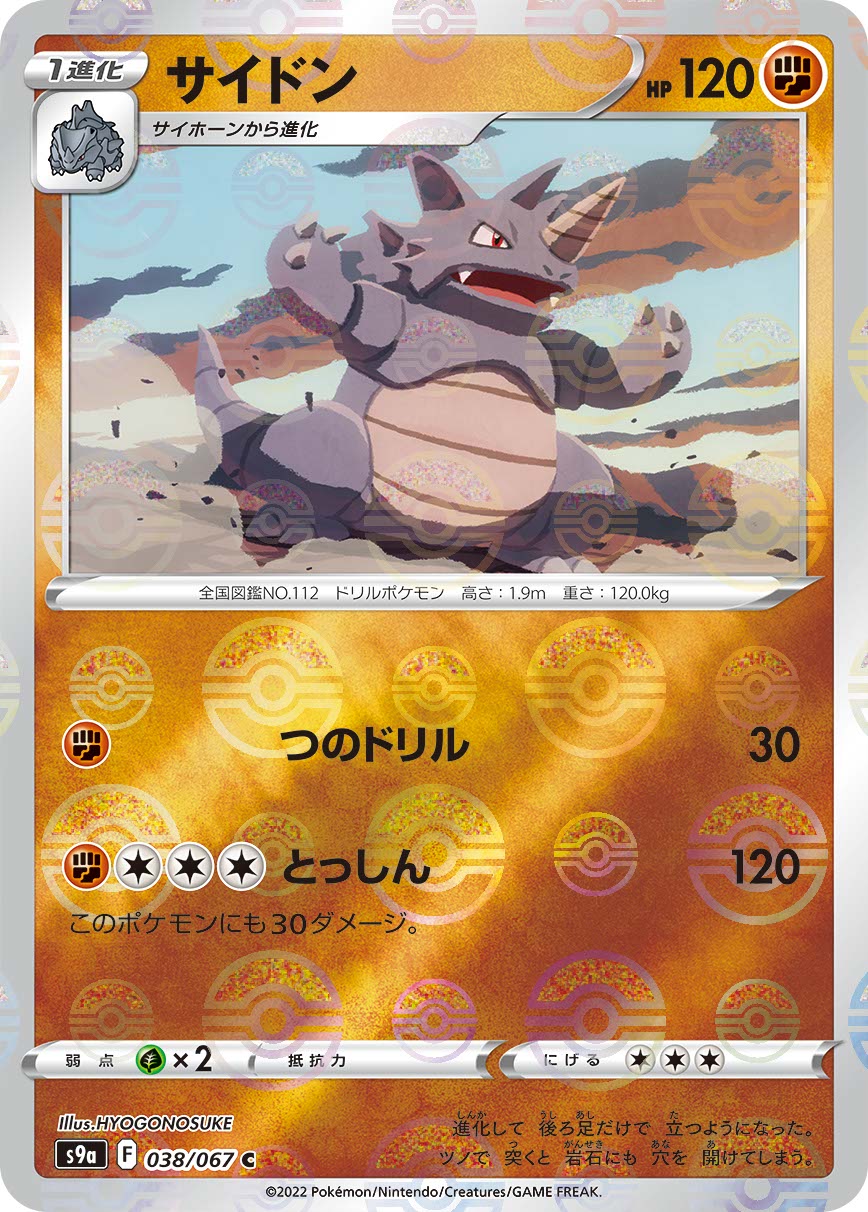 1進化
サイドン
HP 120
サイホーンから進化
全国図鑑NO.112 ドリルポケモン 高さ：1.9m 重さ：120.0kg
つのドリル 30
とっしん 120
このポケモンにも30ダメージ。
弱点 ×2 抵抗力 にげる
Illus.HYOGONOSUKE
進化して 後ろ足だけで 立つようになった。
ツノで 突くと 岩石にも 穴を 開けてしまう。
s9a F 038/067 C
©2022 Pokémon/Nintendo/Creatures/GAME FREAK.